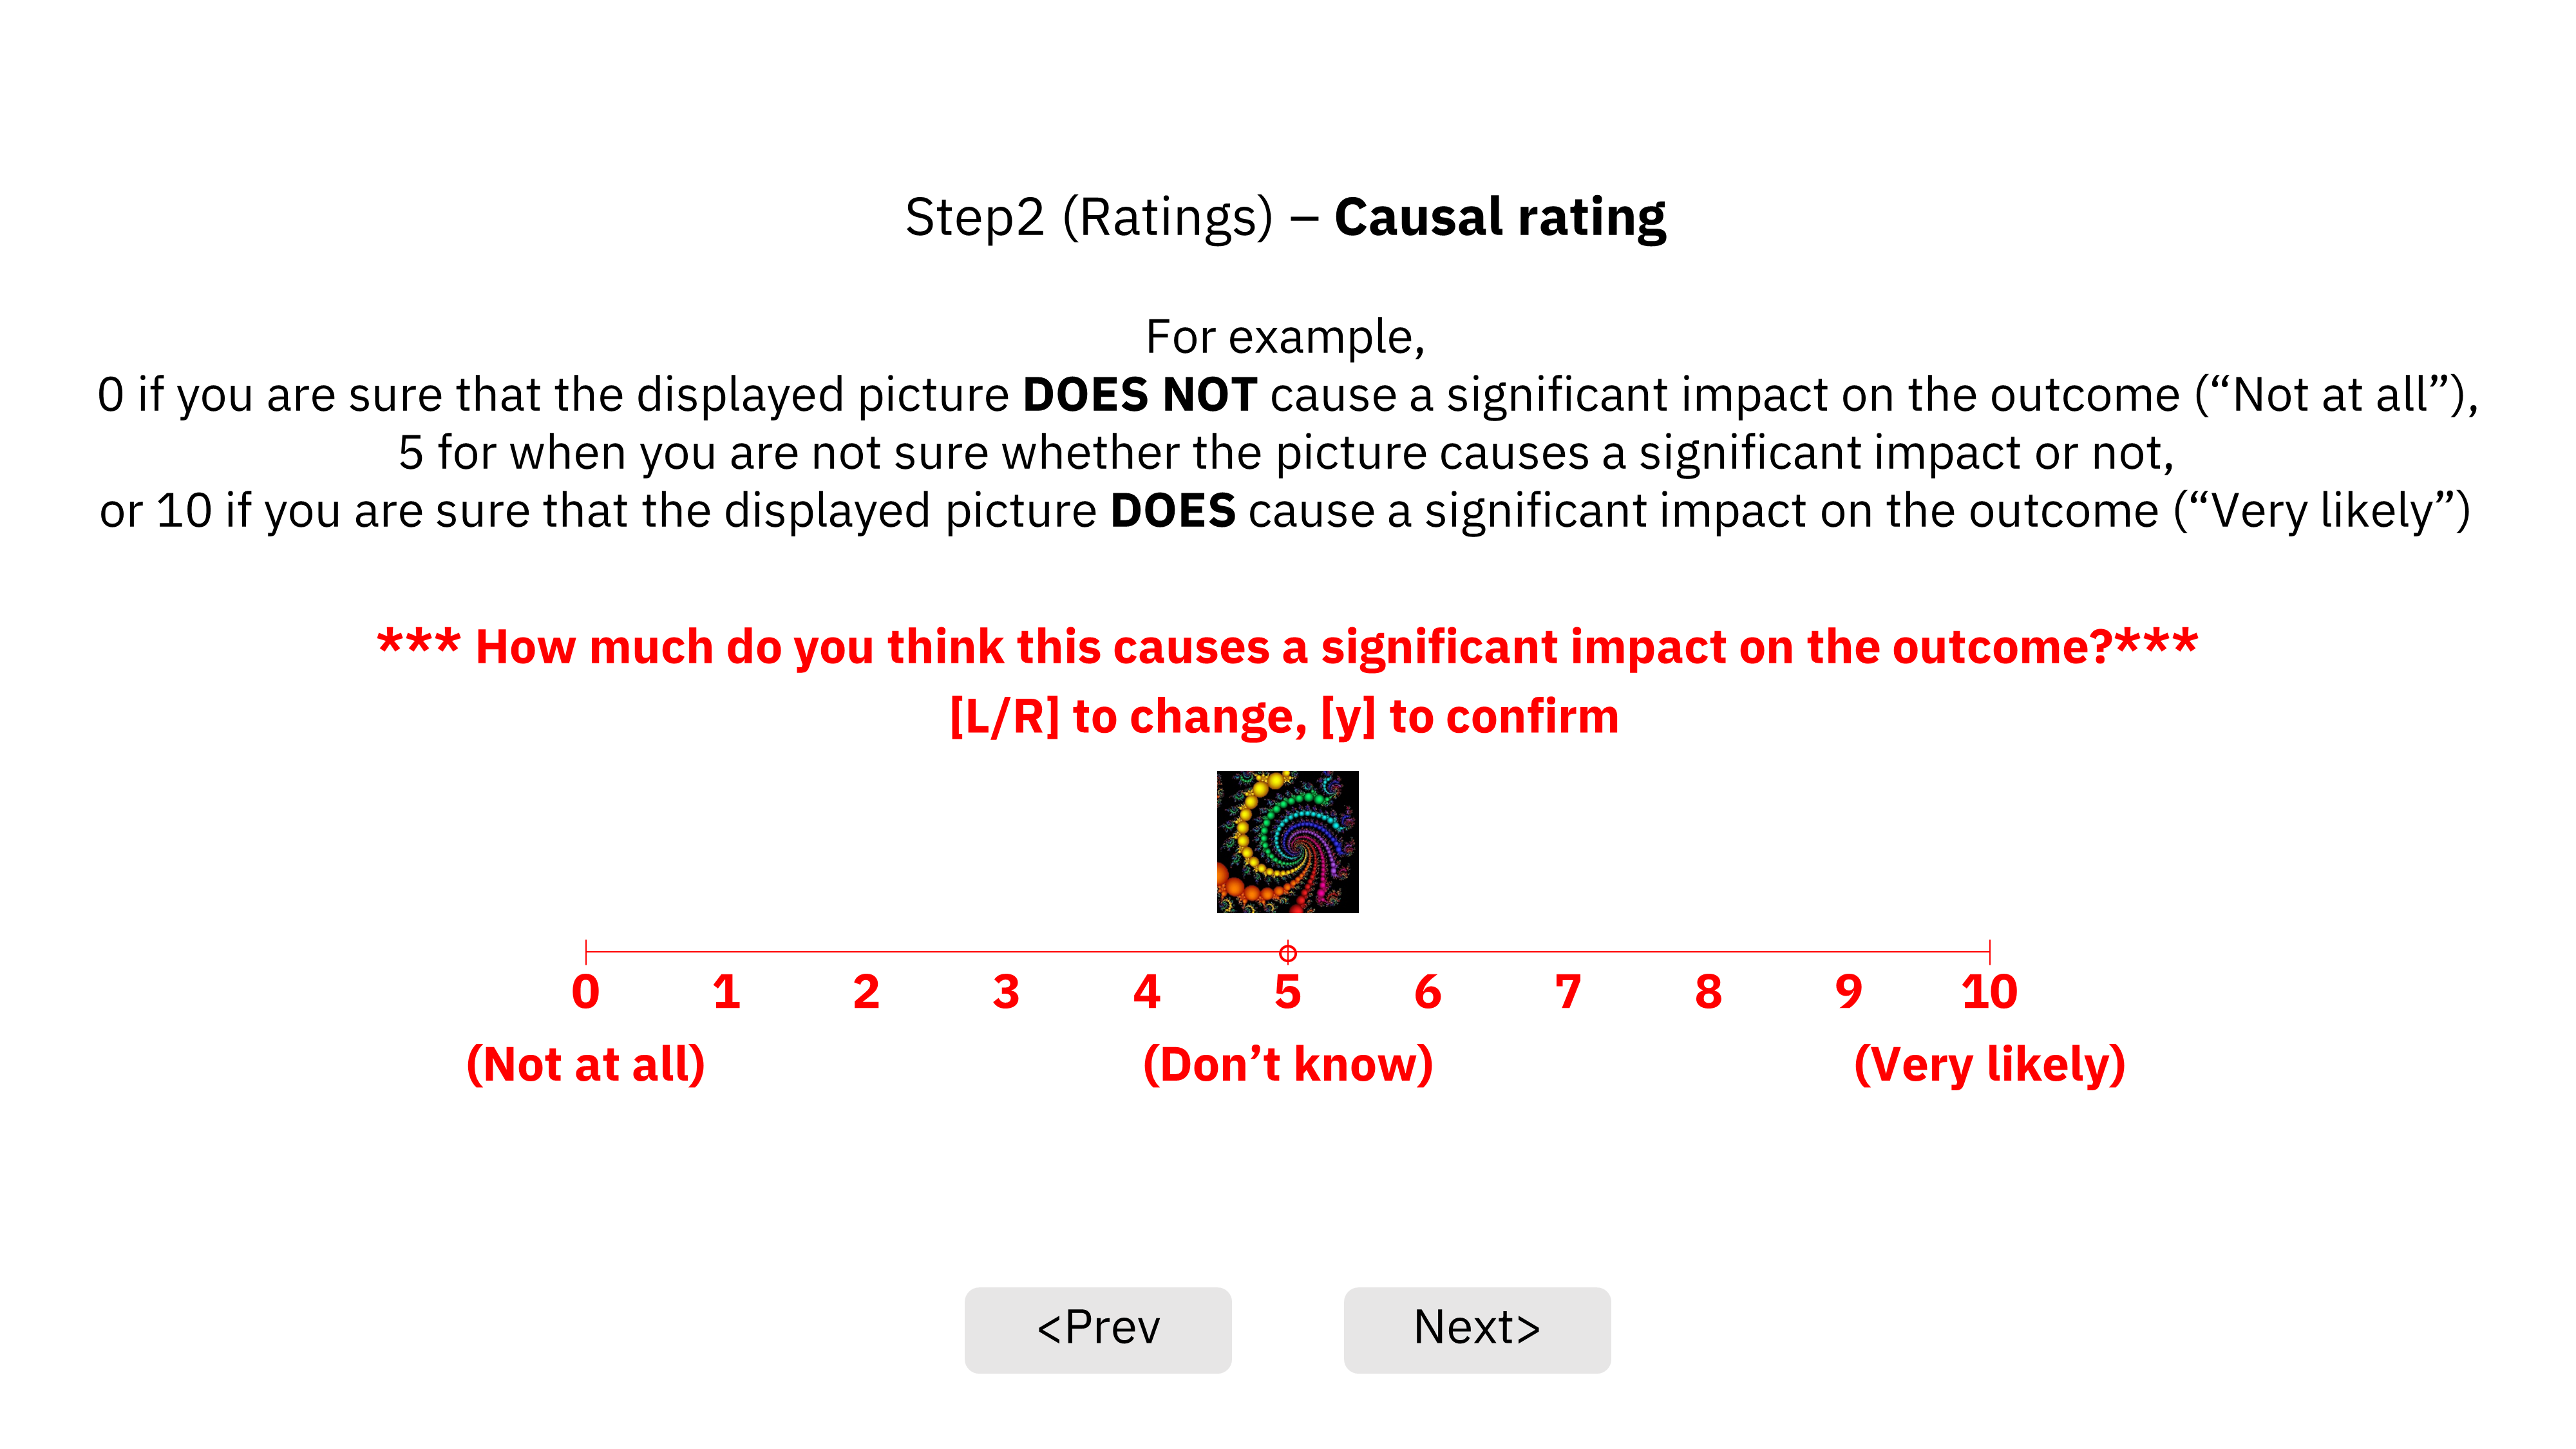 Step2 (Ratings) – Causal rating
For example,
0 if you are sure that the displayed picture DOES NOT cause a significant impact on the outcome (“Not at all”),
5 for when you are not sure whether the picture causes a significant impact or not,
or 10 if you are sure that the displayed picture DOES cause a significant impact on the outcome (“Very likely”)
*** How much do you think this causes a significant impact on the outcome?***
[L/R] to change, [y] to confirm
0 1 2 3 4 5 6 7 8 9 10
(Not at all) (Don’t know) (Very likely)
<Prev Next>